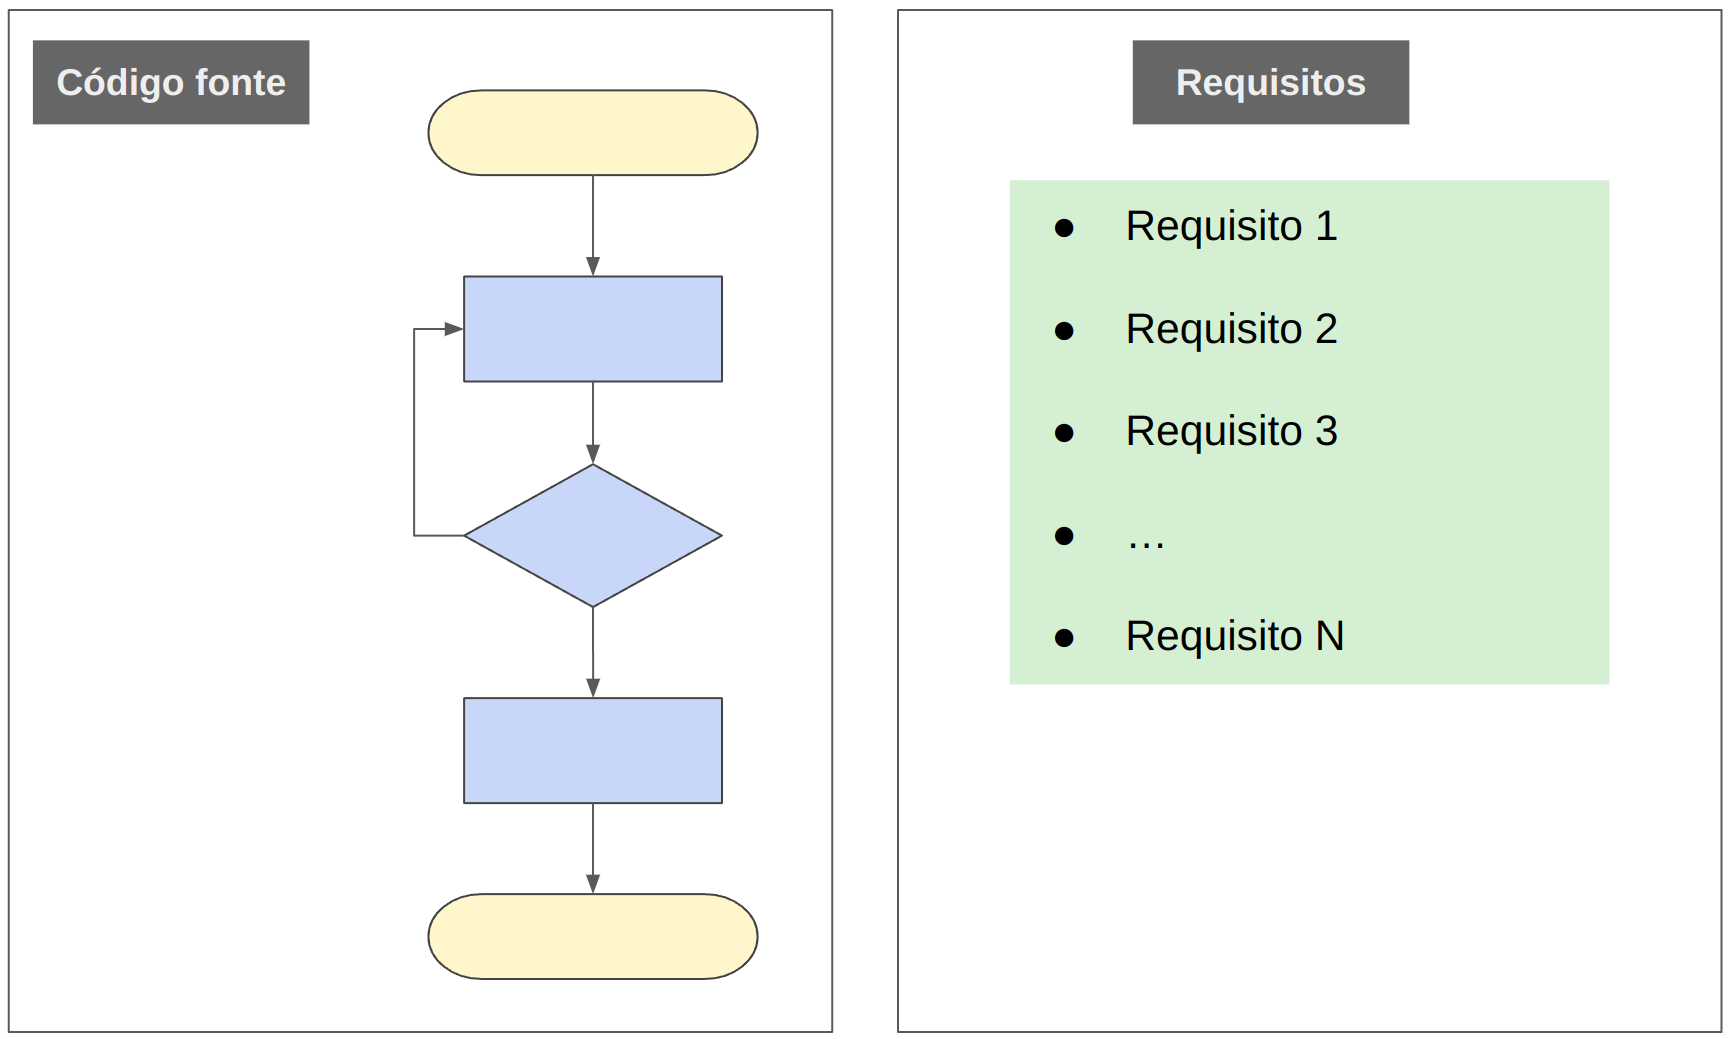 Código fonte
Requisitos
● Requisito 1
● Requisito 2
● Requisito 3
● …
● Requisito N